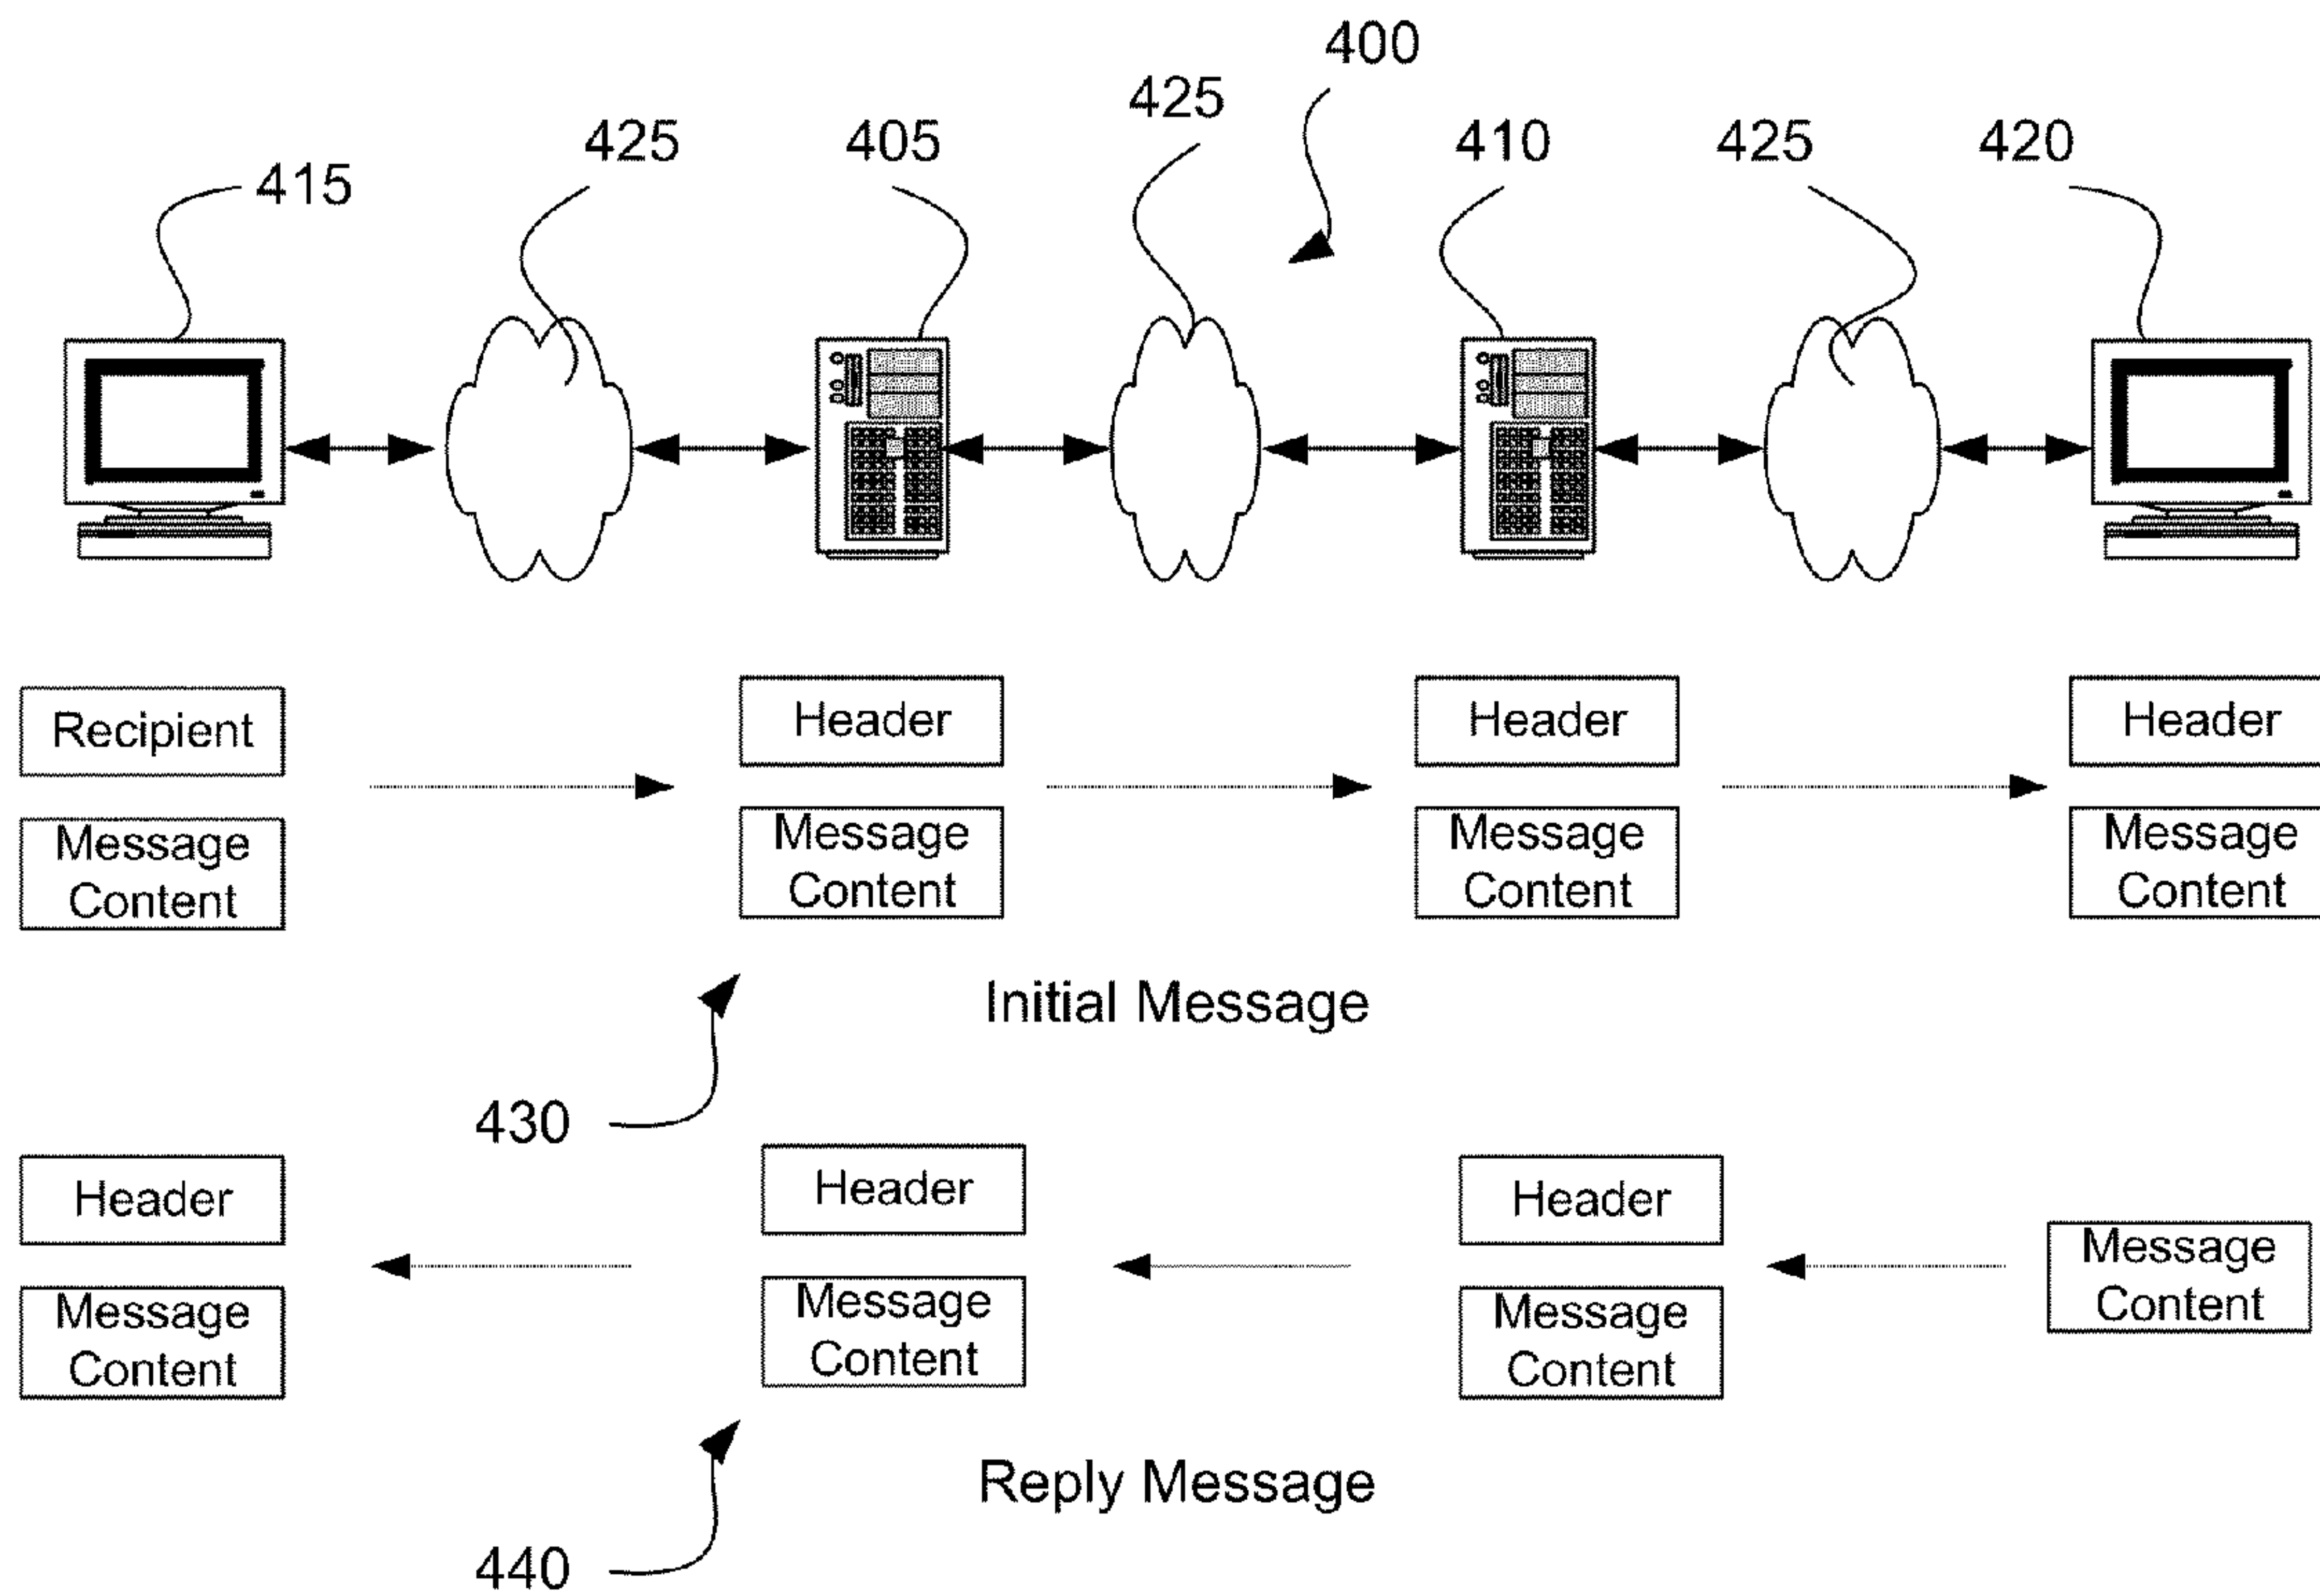 400
425
425
405
410
425
420
415
Recipient
Header
Header
Header
Message
Content
Message
Content
Message
Content
Message
Content
Initial Message
430
Header
Header
Header
Message
Content
Message
Content
Message
Content
Message
Content
Reply Message
440